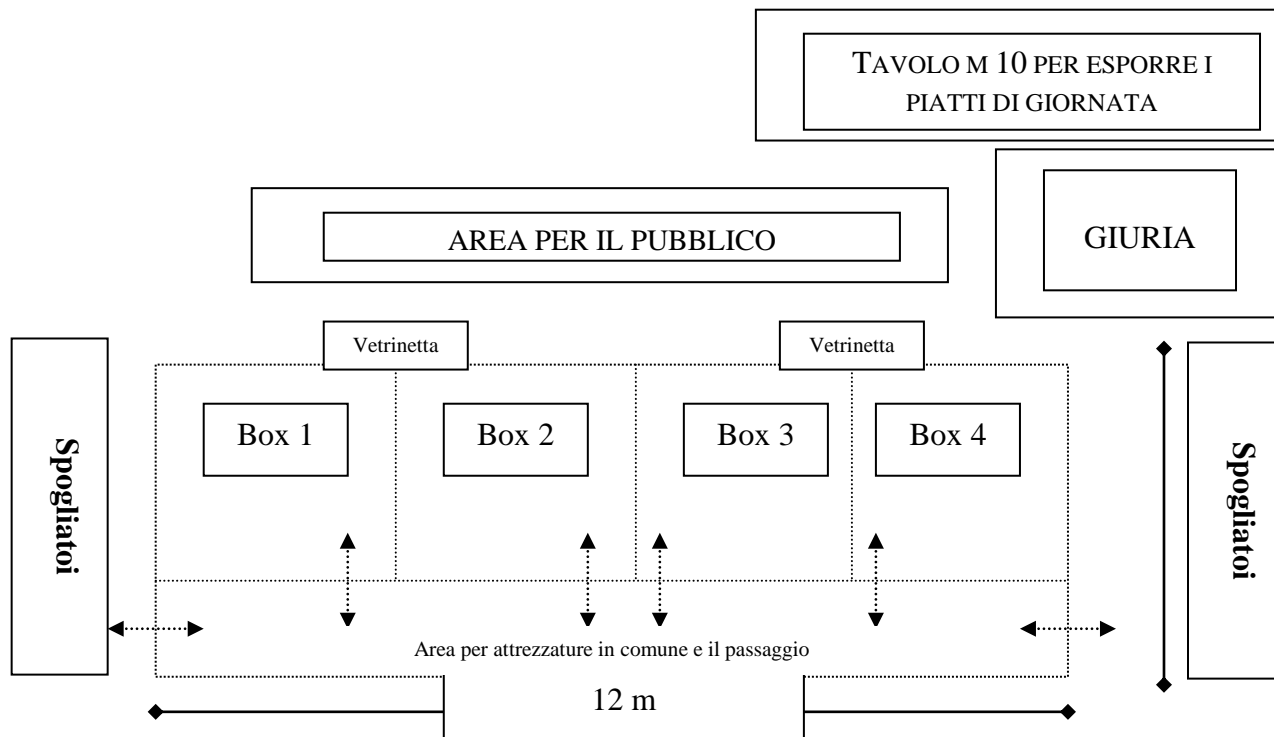 TAVOLO M 10 PER ESPORRE I
PIATTI DI GIORNATA
AREA PER IL PUBBLICO
GIURIA
Vetrinetta
Vetrinetta
Spogliatoi
Box 1
Box 2
Box 3
Box 4
Spogliatoi
Area per attrezzature in comune e il passaggio
12 m